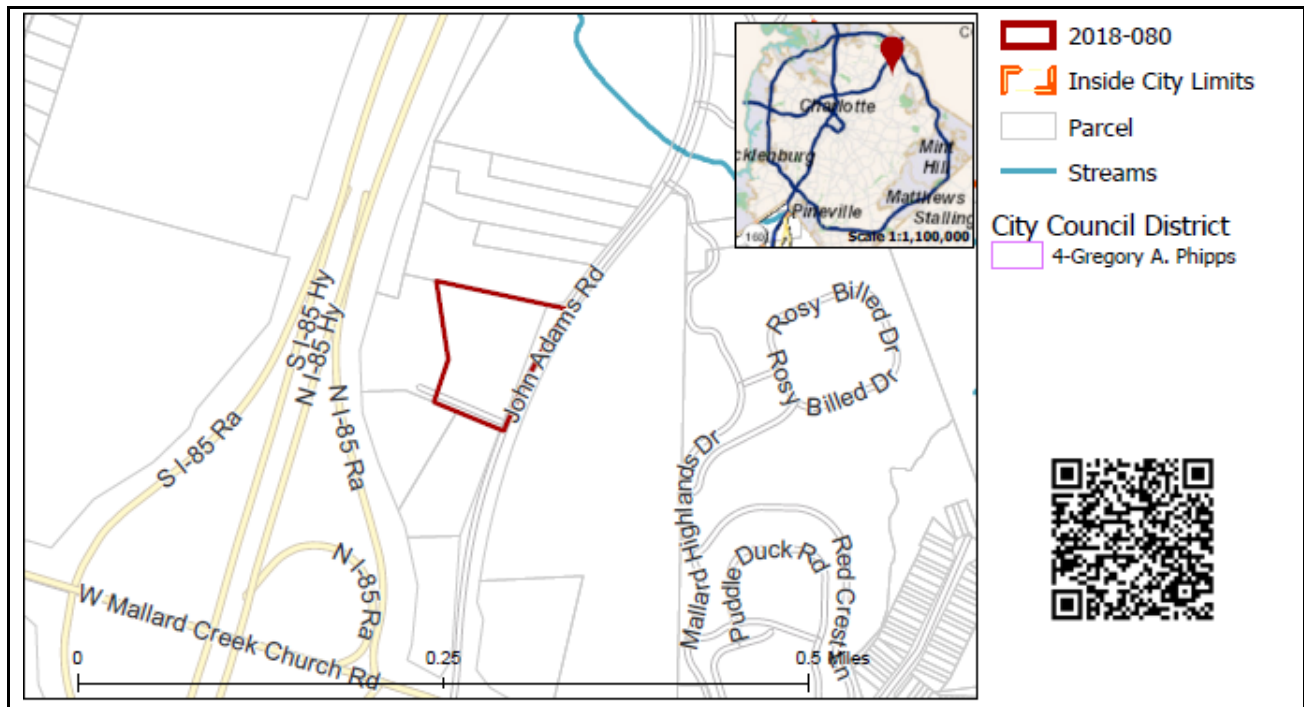 S I-85 Hy
N I-85 Hy
N I-85 Ra
S I-85 Ra
N I-85 Ra
W Mallard Creek Church Rd
John Adams Rd
Mallard Highlands Dr
Rosy Billed Dr
Rosy Billed Dr
Puddle Duck Rd
Red Crest Ln
0
0.25
0.5 Miles
Charlotte
cklenburg
Mint
Hill
Matthews
Stalling
Pineville
160
Scale 1:1,100,000
2018-080
Inside City Limits
Parcel
Streams
City Council District
4-Gregory A. Phipps